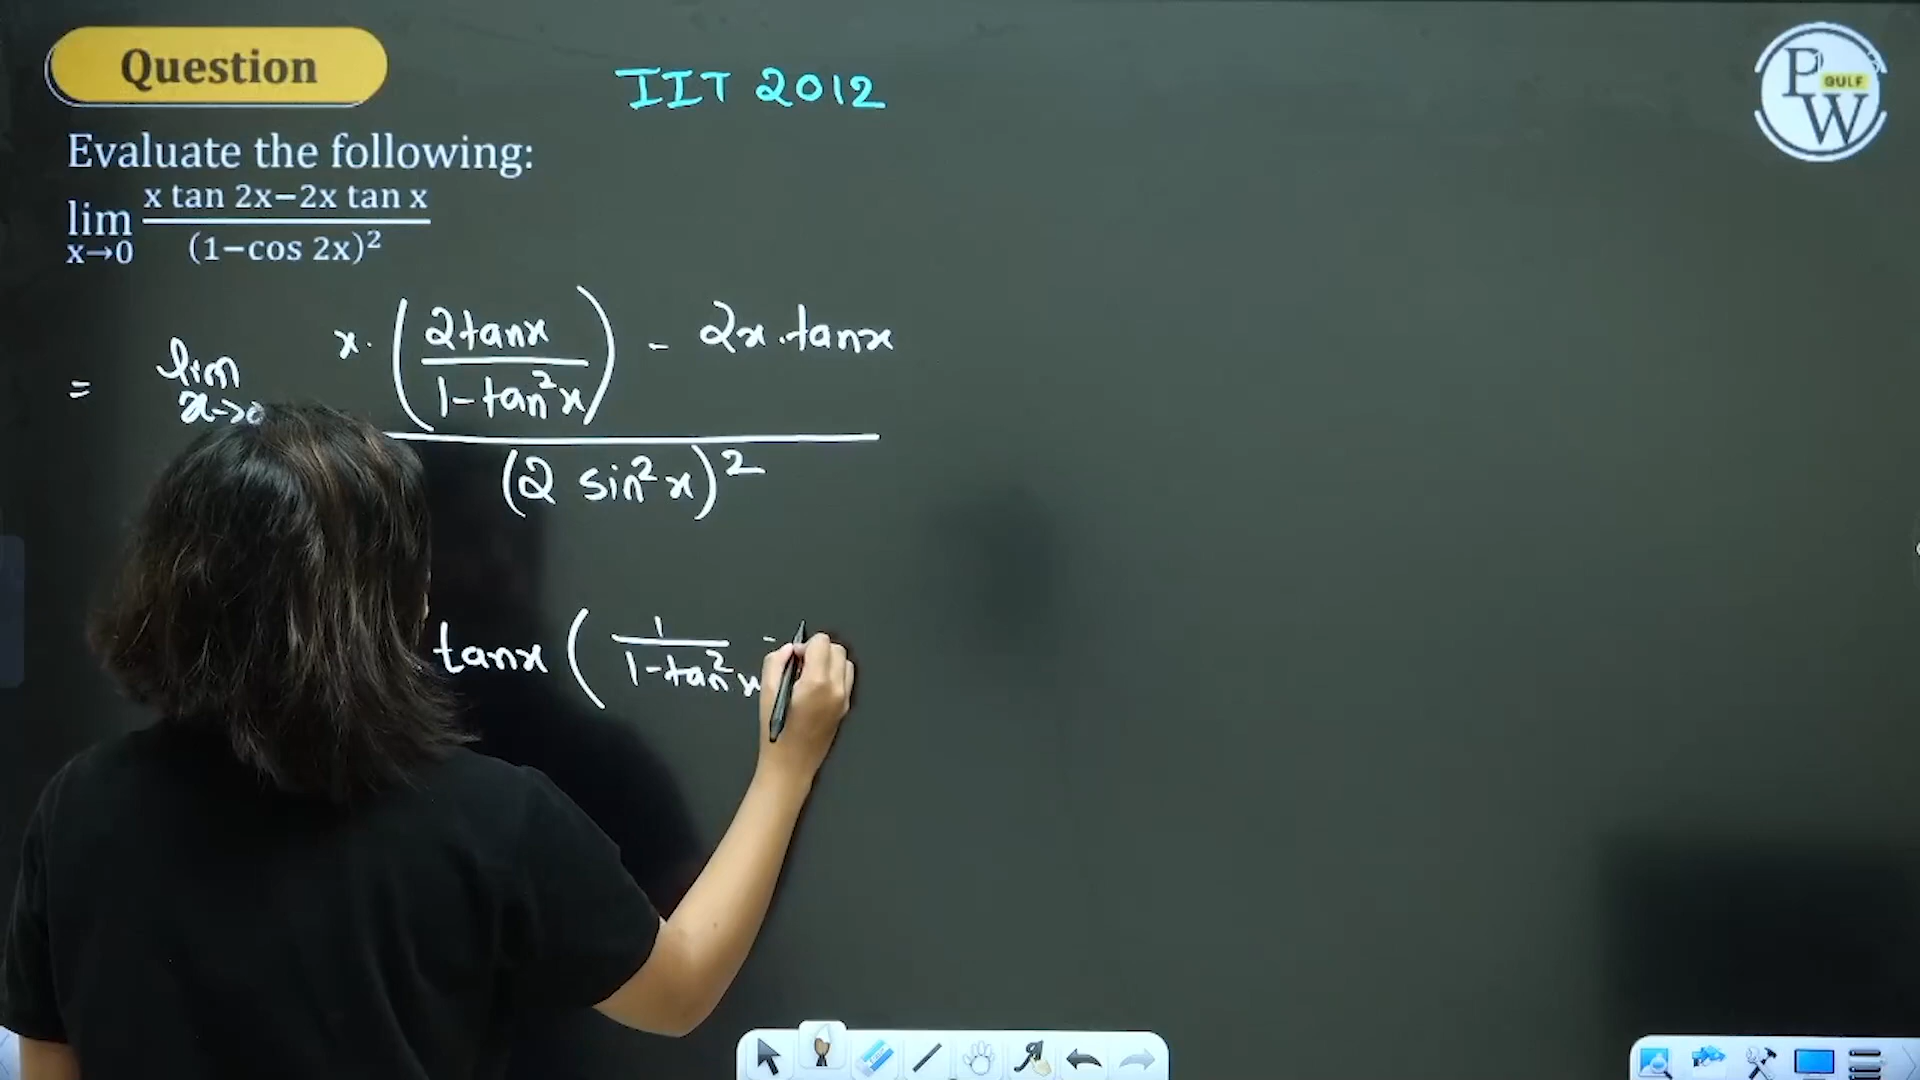 Question
IIT 2012
PW GULF
Evaluate the following:
lim x→0 x tan 2x−2x tan x / (1−cos 2x)²
= lim x→0 x. (2tanx / 1-tan²x) - 2x.tanx / (2 sin²x)²
tanx ( 1 / 1-tan²x -